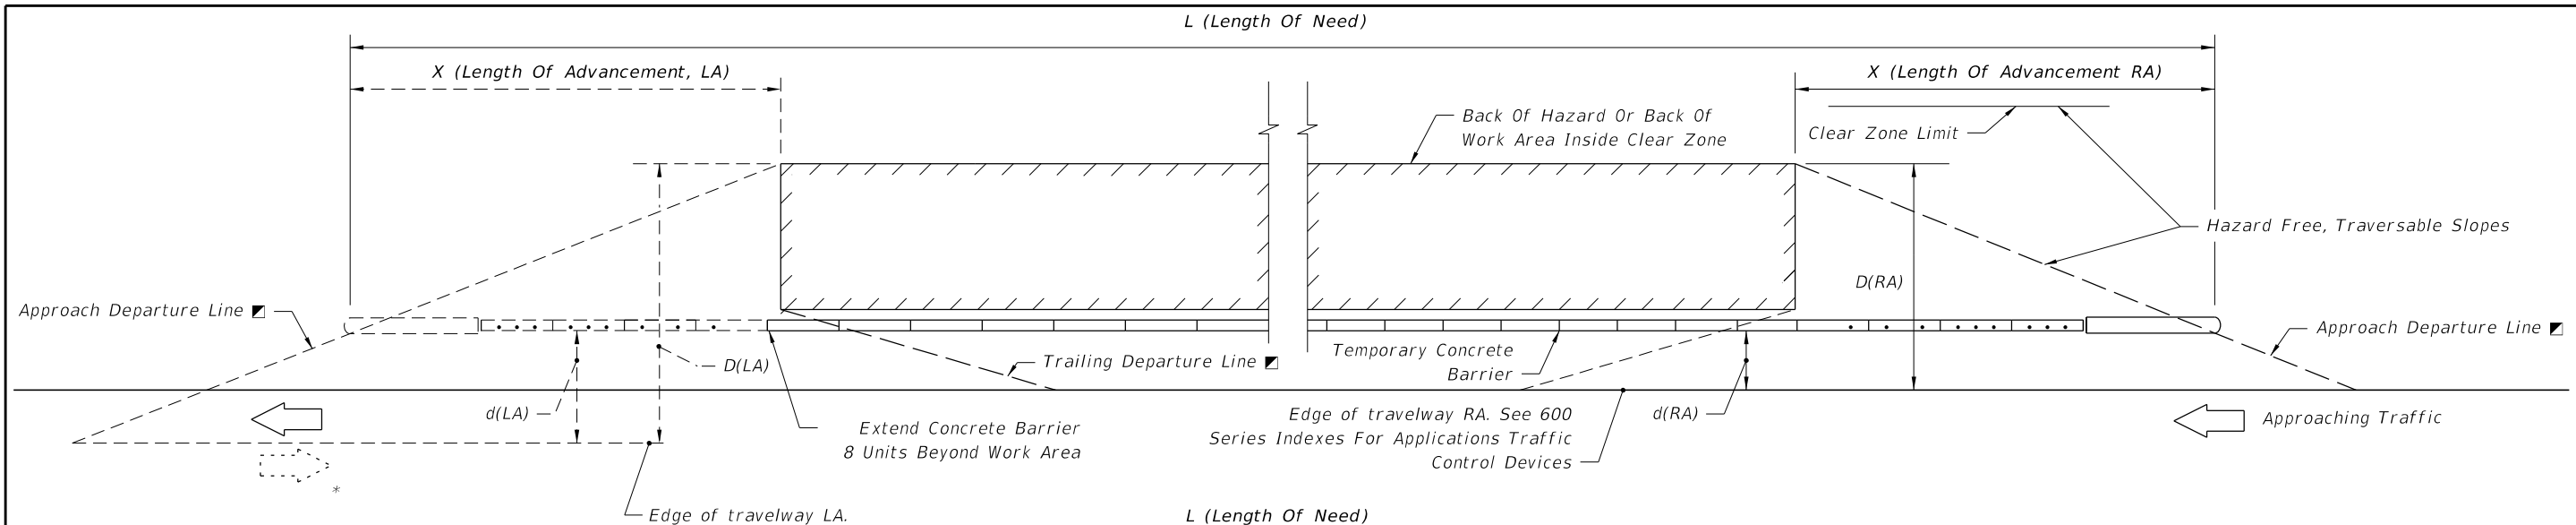 L (Length Of Need)
X (Length Of Advancement, LA)
X (Length Of Advancement RA)
Back Of Hazard Or Back Of
Work Area Inside Clear Zone
Clear Zone Limit
Hazard Free, Traversable Slopes
D(RA)
Approach Departure Line
Approach Departure Line
D(LA)
Trailing Departure Line
Temporary Concrete
Barrier
d(LA)
Extend Concrete Barrier
8 Units Beyond Work Area
Edge of travelway RA. See 600
Series Indexes For Applications Traffic
Control Devices
d(RA)
Approaching Traffic
*
Edge of travelway LA.
L (Length Of Need)